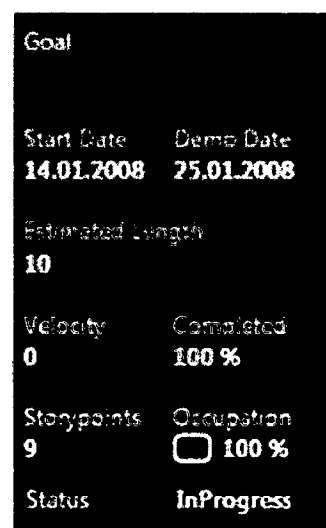 Goal
Start Date Demo Date
14.01.2008 25.01.2008
Estimated Length
10
Velocity Completed
0 100 %
Storypoints Occupation
9 100 %
Status InProgress